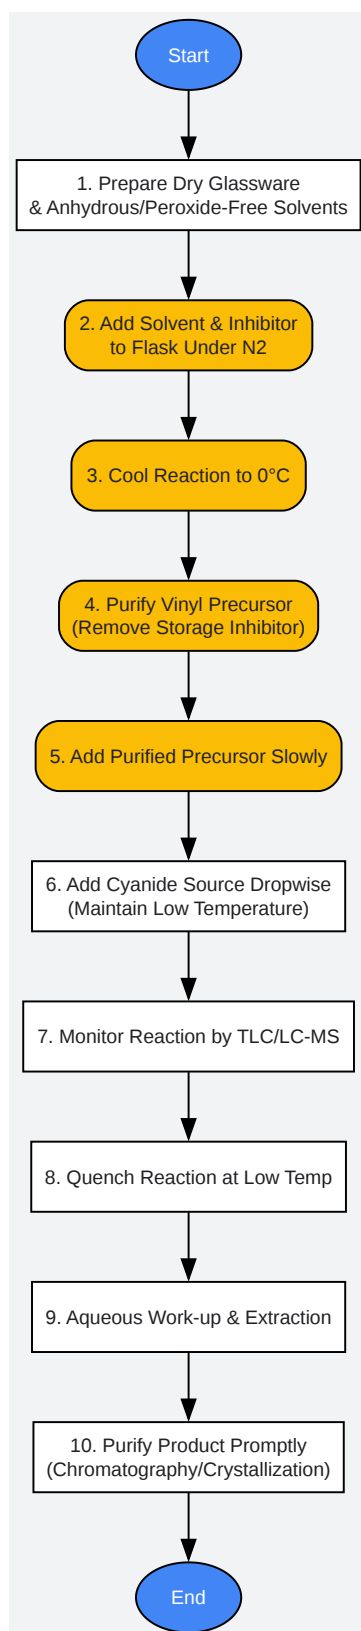 Start
1. Prepare Dry Glassware
& Anhydrous/Peroxide-Free Solvents
2. Add Solvent & Inhibitor
to Flask Under N2
3. Cool Reaction to 0°C
4. Purify Vinyl Precursor
(Remove Storage Inhibitor)
5. Add Purified Precursor Slowly
6. Add Cyanide Source Dropwise
(Maintain Low Temperature)
7. Monitor Reaction by TLC/LC-MS
8. Quench Reaction at Low Temp
9. Aqueous Work-up & Extraction
10. Purify Product Promptly
(Chromatography/Crystallization)
End